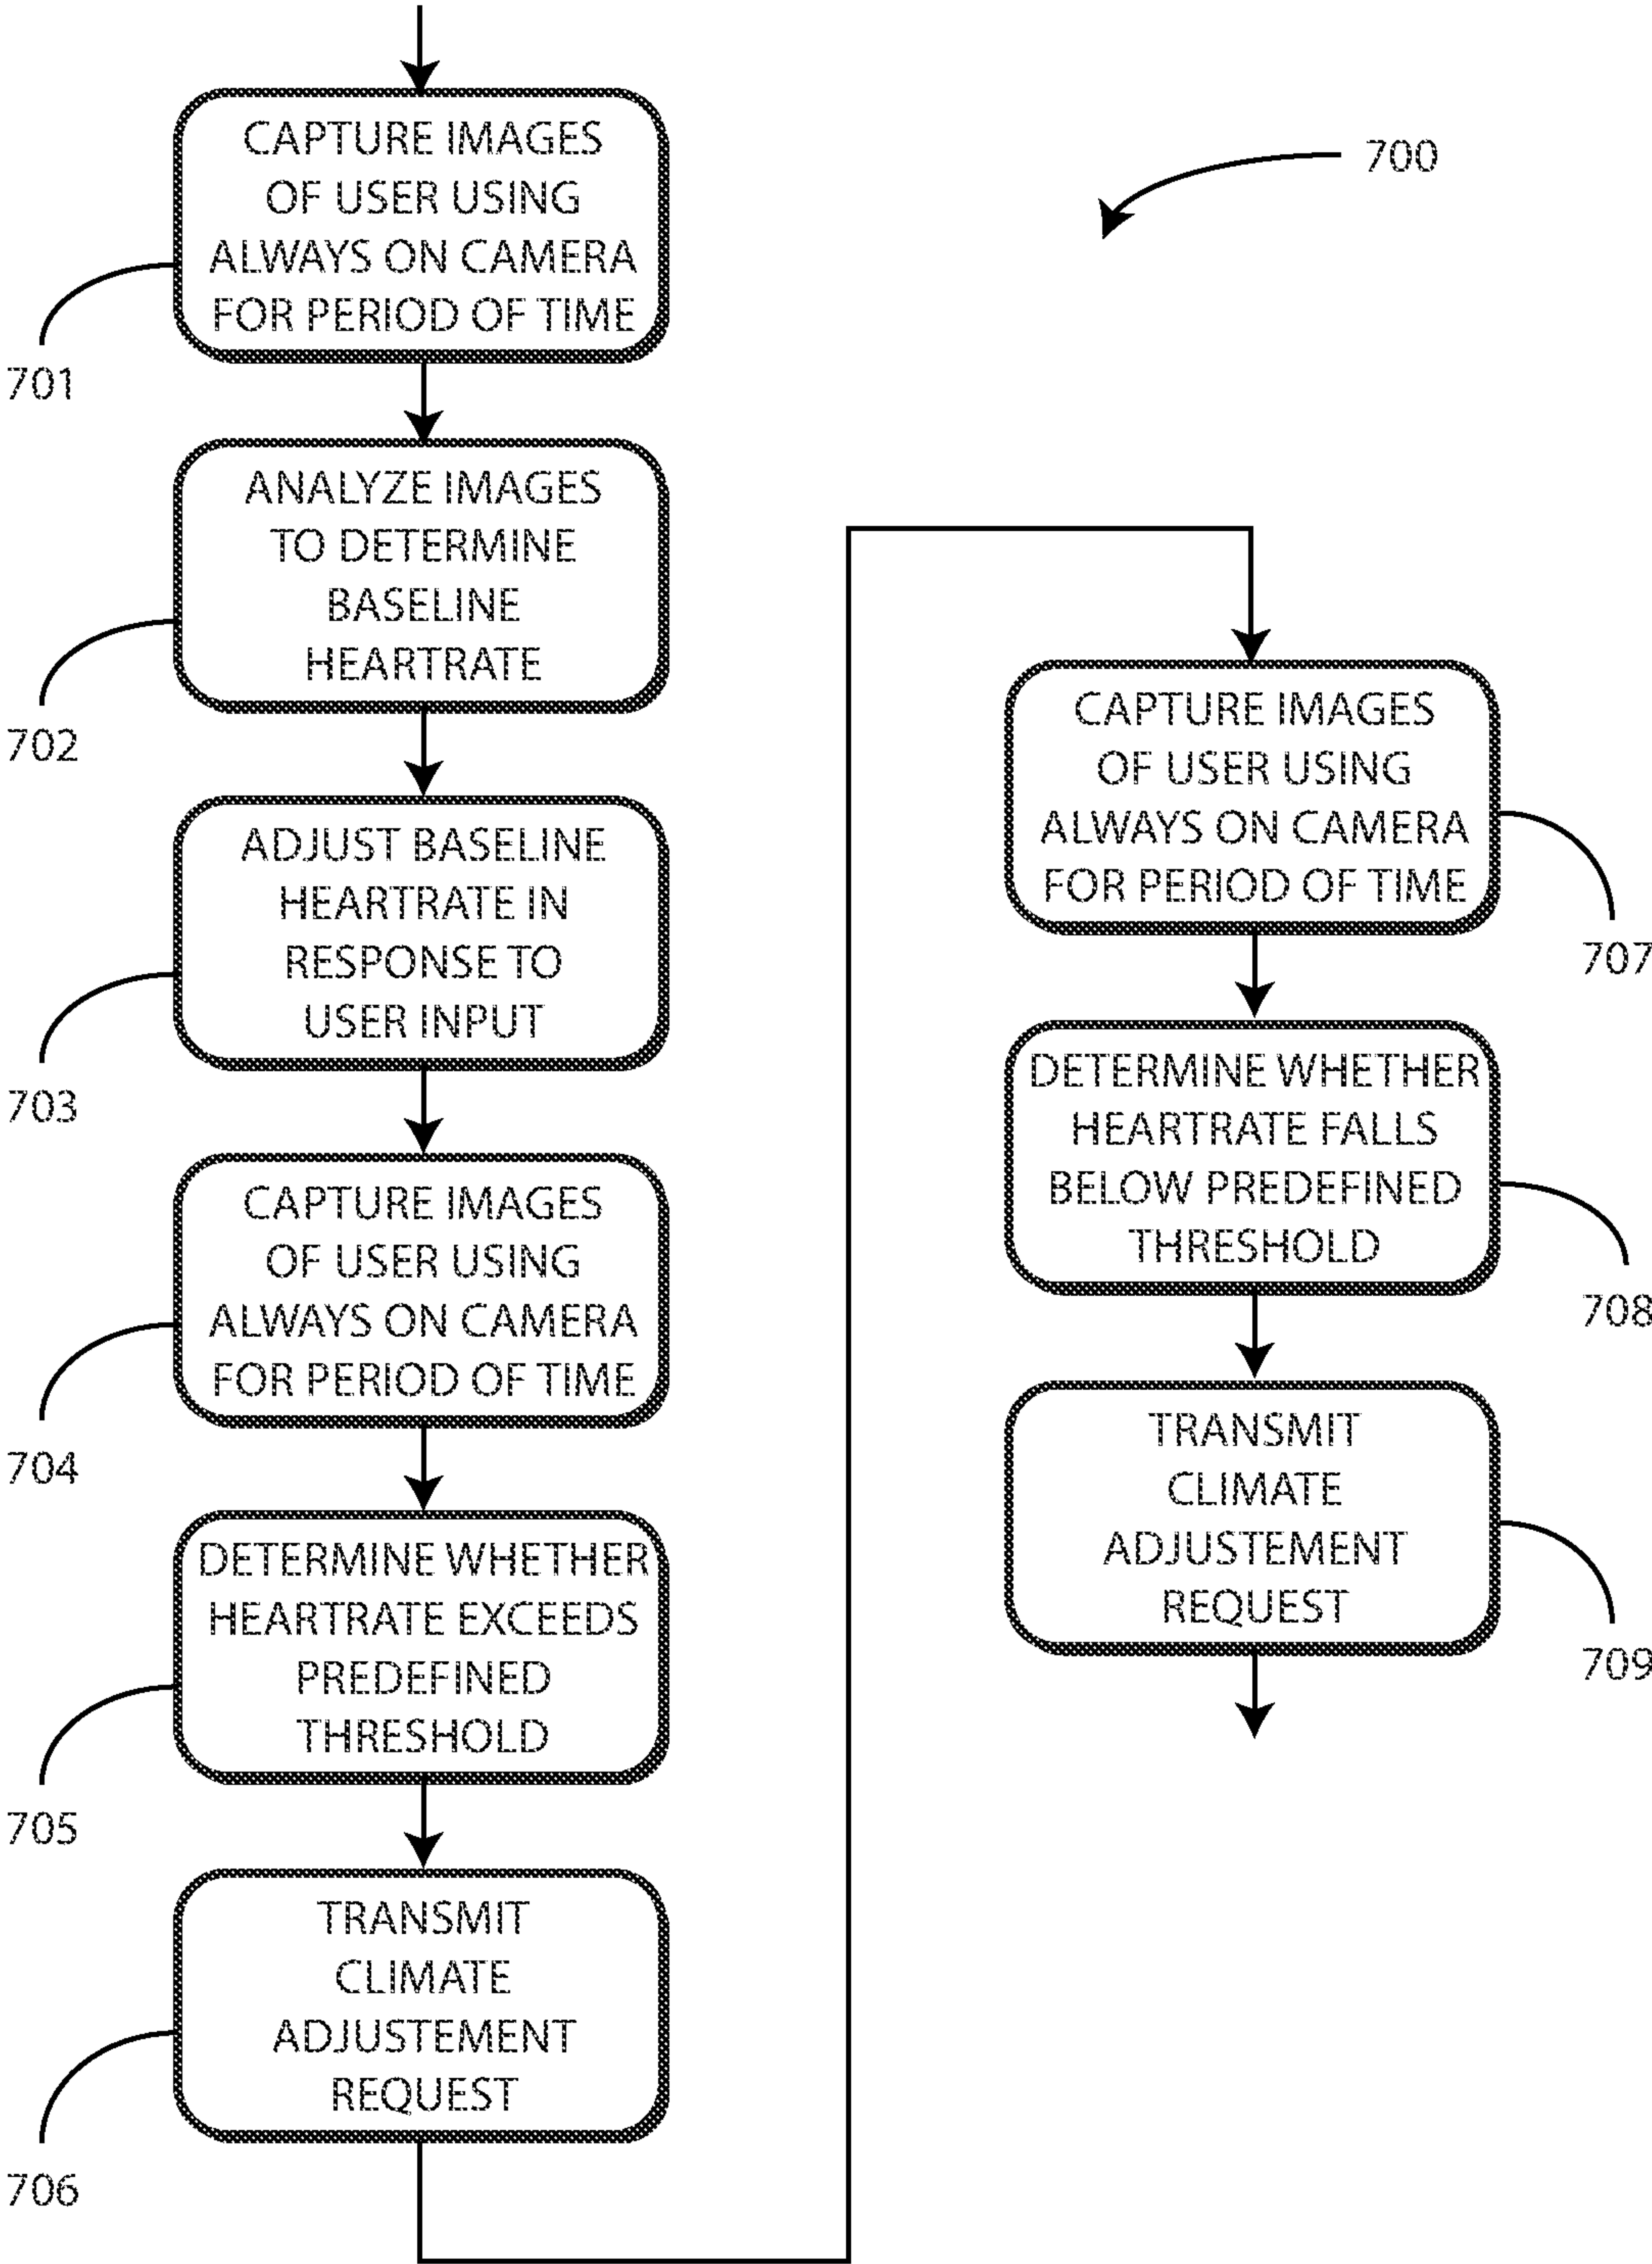 CAPTURE IMAGES
OF USER USING
ALWAYS ON CAMERA
FOR PERIOD OF TIME
701
ANALYZE IMAGES
TO DETERMINE
BASELINE
HEARTRATE
702
ADJUST BASELINE
HEARTRATE IN
RESPONSE TO
USER INPUT
703
CAPTURE IMAGES
OF USER USING
ALWAYS ON CAMERA
FOR PERIOD OF TIME
704
DETERMINE WHETHER
HEARTRATE EXCEEDS
PREDEFINED
THRESHOLD
705
TRANSMIT
CLIMATE
ADJUSTEMENT
REQUEST
706
700
CAPTURE IMAGES
OF USER USING
ALWAYS ON CAMERA
FOR PERIOD OF TIME
707
DETERMINE WHETHER
HEARTRATE FALLS
BELOW PREDEFINED
THRESHOLD
708
TRANSMIT
CLIMATE
ADJUSTEMENT
REQUEST
709